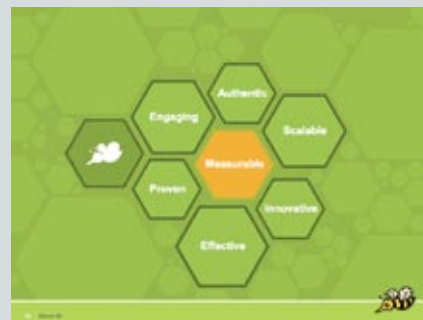 Authentic
Engaging
Scalable
Measurable
Proven
Innovative
Effective